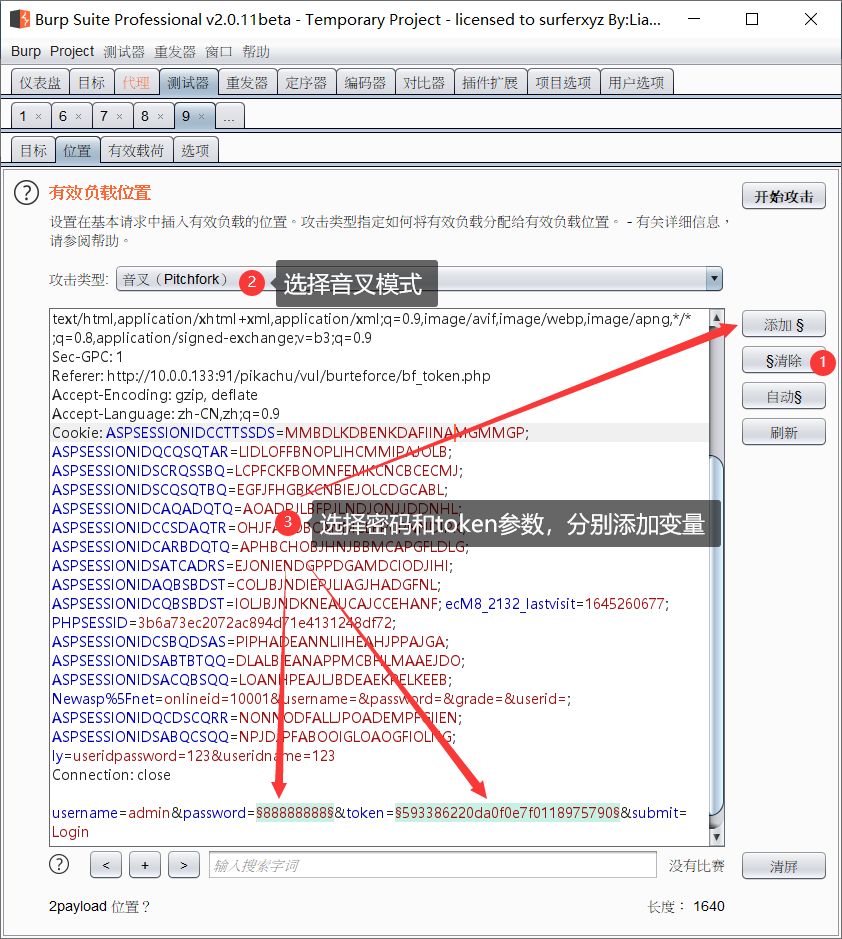 Burp Suite Professional v2.0.11beta - Temporary Project - licensed to surferxyz By:Lia...
Burp Project 测试器 重发器 窗口 帮助
仪表盘 目标 代理 测试器 重发器 定序器 编码器 对比器 插件扩展 项目选项 用户选项
1 × 6 × 7 × 8 × 9 × ...
目标 位置 有效载荷 选项
? 有效负载位置
开始攻击
设置在基本请求中插入有效负载的位置。攻击类型指定如何将有效负载分配给有效负载位置。 - 有关详细信息，
请参阅帮助。
攻击类型: 音叉（Pitchfork） 2 选择音叉模式
text/html,application/xhtml+xml,application/xml;q=0.9,image/avif,image/webp,image/apng,*/*
;q=0.8,application/signed-exchange;v=b3;q=0.9
添加 §
Sec-GPC: 1
§清除 1
Referer: http://10.0.0.133:91/pikachu/vul/burteforce/bf_token.php
Accept-Encoding: gzip, deflate
自动§
Accept-Language: zh-CN,zh;q=0.9
Cookie: ASPSESSIONIDCCTTSSDS=MMBDLKDBENKDAFIINAMGMMGP;
刷新
ASPSESSIONIDQCQSQTAR=LIDLOFFBNOPLIHCMMIPAJOLB;
ASPSESSIONIDSCRQSSBQ=LCPFCKFBOMNFEMKCNCBCECMJ;
ASPSESSIONIDSCQSQTBQ=EGFJFHGBKCNBIEJOLCDGCABL;
ASPSESSIONIDCAQADQTQ=
3 选择密码和token参数，分别添加变量
ASPSESSIONIDCCSDAQTR=
ASPSESSIONIDCARBDQTQ=APHBCHOBJHNJBBMCAPGFLDLG;
ASPSESSIONIDSATCADRS=EJONIENDGPPDGAMDCIODJIHI;
ASPSESSIONIDAQBSBDST=COLJBJNDIEPJLIAGJHADGFNL;
ASPSESSIONIDCQBSBDST=IOLJBJNDKNEAIJCAJCCEHANF; ecM8_2132_lastvisit=1645260677;
PHPSESSID=3b6a73ec2072ac894d71e4131248df72;
ASPSESSIONIDCSBQDSAS=PIPHADEANNLIIHEAHJPPAJGA;
ASPSESSIONIDSABTBTQQ=
ASPSESSIONIDSACQBSQQ=
Newasp%5Fnet=onlineid=10001&username=&password=&grade=&userid=;
ASPSESSIONIDQCDSCQRR=
ASPSESSIONIDSABQCSQQ=
ly=useridpassword=123&useridname=123
Connection: close
username=admin&password=§88888888§&token=§593386220da0f0e7f0118975790§&submit=
Login
? < + > 输入搜索字词 没有比赛 清屏
2payload 位置？ 长度： 1640